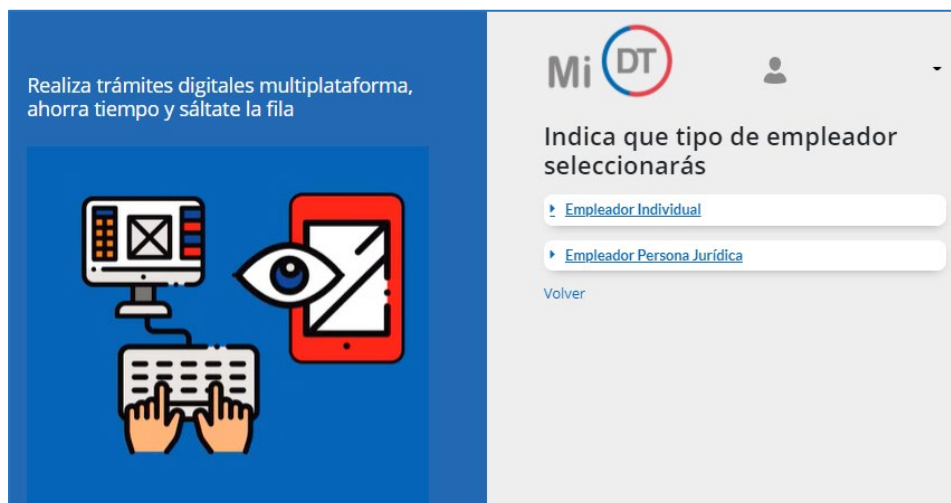 Realiza trámites digitales multiplataforma,
ahorra tiempo y sáltate la fila
Mi DT
Indica que tipo de empleador
seleccionarás
Empleador Individual
Empleador Persona Jurídica
Volver